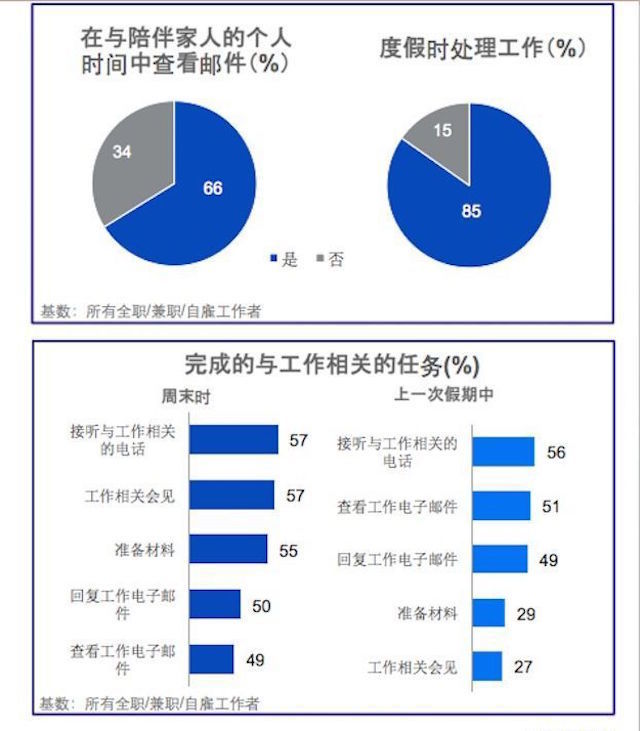 在与陪伴家人的个人
时间中查看邮件(%)
34
66
度假时处理工作(%)
15
85
是
否
基数：所有全职/兼职/自雇工作者
完成的与工作相关的任务(%)
周末时
接听与工作相关
的电话
57
工作相关会见
57
准备材料
55
回复工作电子邮
件
50
查看工作电子邮
件
49
上一次假期中
接听与工作相关的
电话
56
查看工作电子邮件
51
回复工作电子邮件
49
准备材料
29
工作相关会见
27
基数：所有全职/兼职/自雇工作者